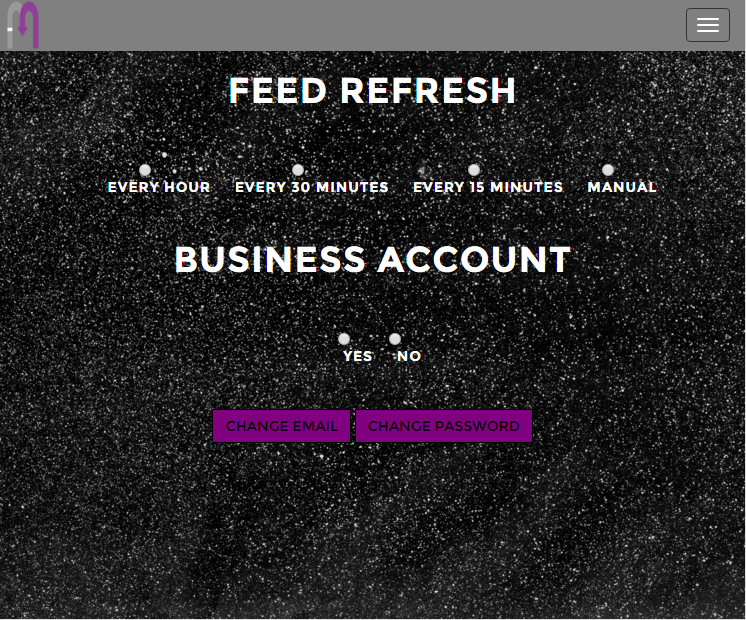 FEED REFRESH
EVERY HOUR EVERY 30 MINUTES EVERY 15 MINUTES MANUAL
BUSINESS ACCOUNT
YES NO
CHANGE EMAIL CHANGE PASSWORD